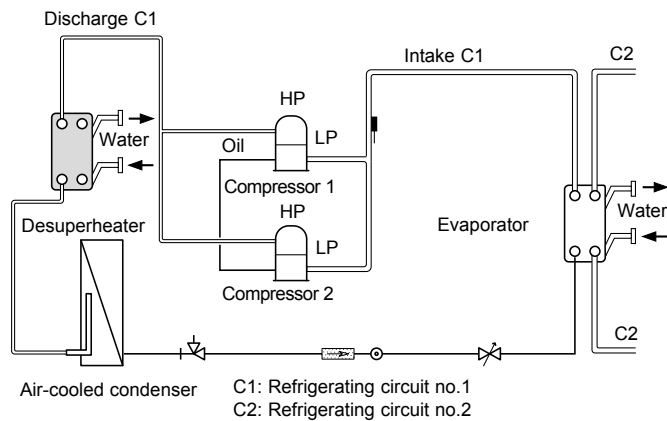 Discharge C1
Intake C1
C2
HP
Water
Oil
LP
Compressor 1
HP
Desuperheater
LP
Evaporator
Water
Compressor 2
C2
Air-cooled condenser
C1: Refrigerating circuit no.1
C2: Refrigerating circuit no.2